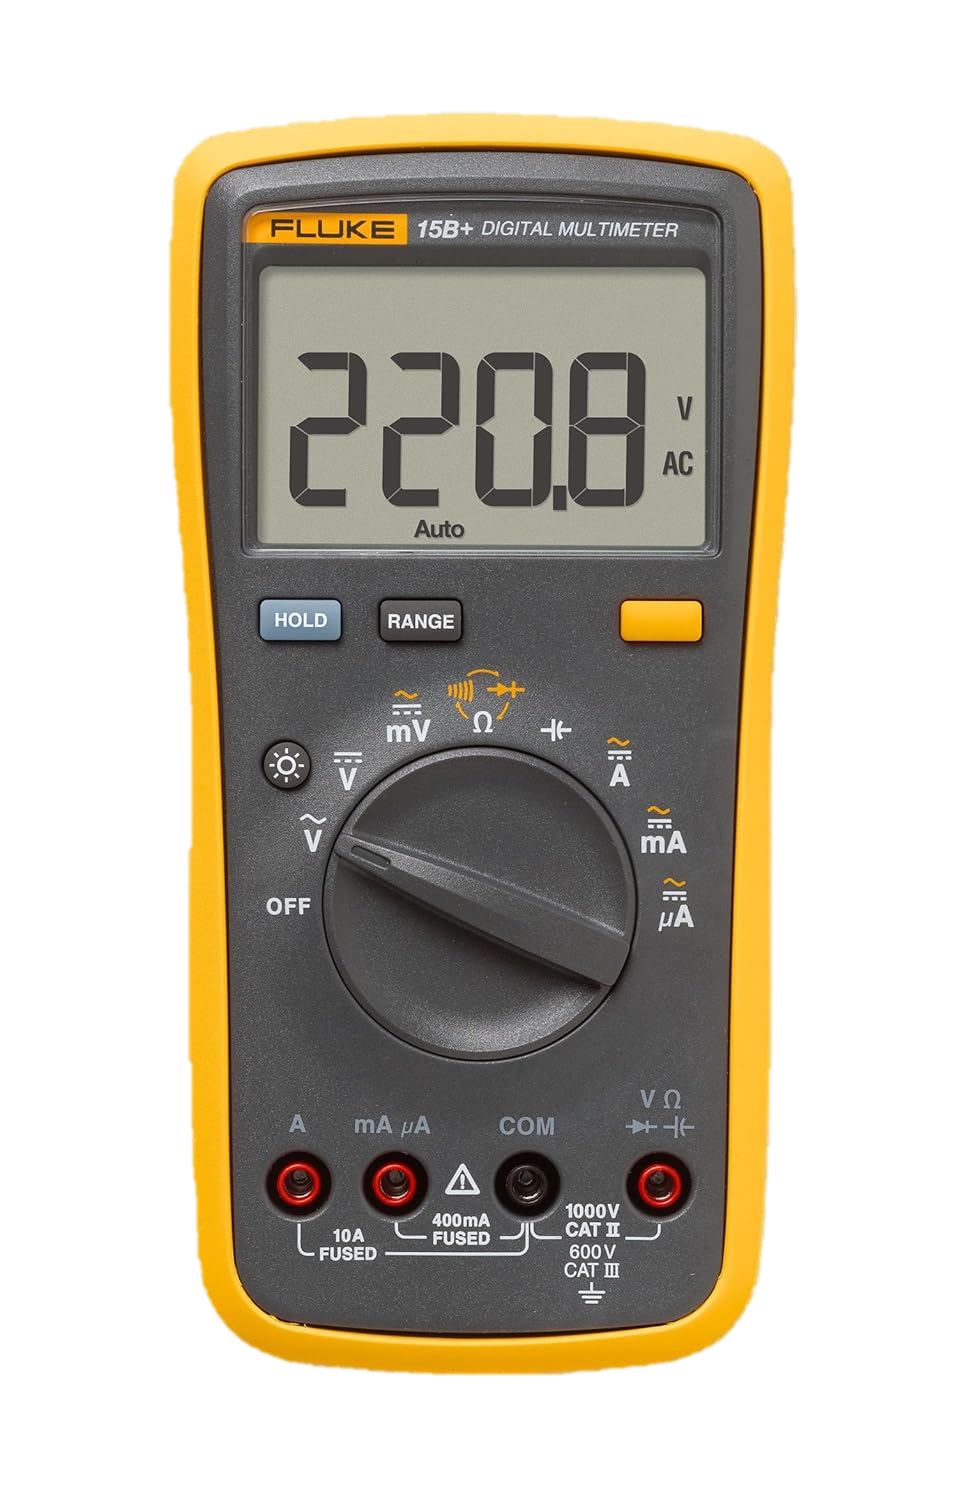 FLUKE 15B+ DIGITAL MULTIMETER
220.8
V
AC
Auto
HOLD RANGE
mV Ω
V A
V mA
OFF µA
V Ω
A mA µA COM
400mA 1000V
FUSED CAT II
10A 600V
FUSED CAT III